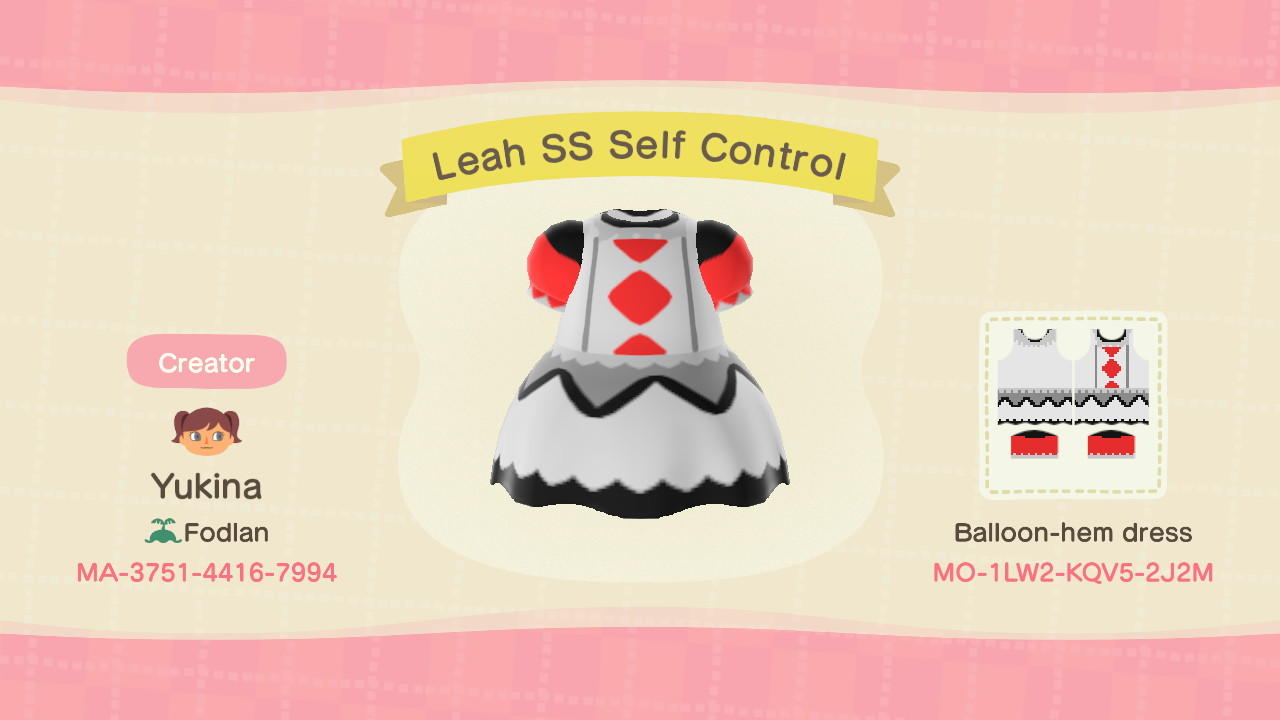 Leah SS Self Control
Creator
Yukina
Fodlan
MA-3751-4416-7994
Balloon-hem dress
MO-1LW2-KQV5-2J2M